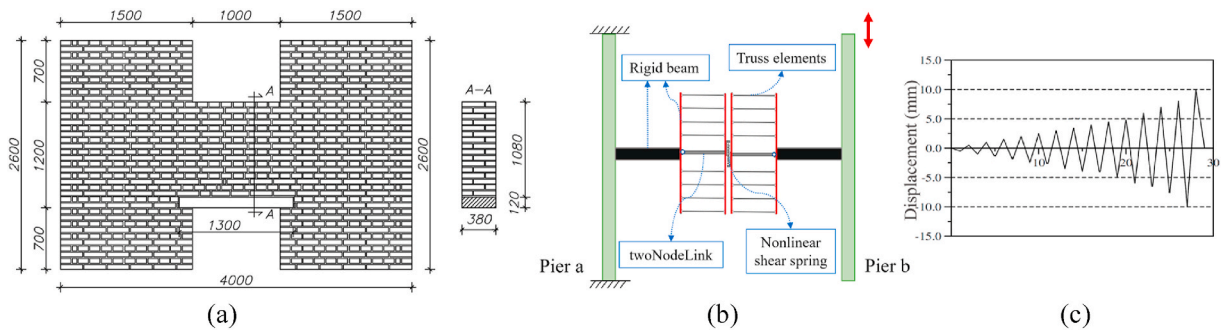 1500
1000
1500
700
1200
700
2600
2600
A
A
1300
4000
A-A
1080
120
380
(a)
Rigid beam
Truss elements
twoNodeLink
Nonlinear
shear spring
Pier a
Pier b
(b)
Displacement (mm)
15.0
10.0
5.0
0.0
-5.0
-10.0
-15.0
10
20
30
(c)